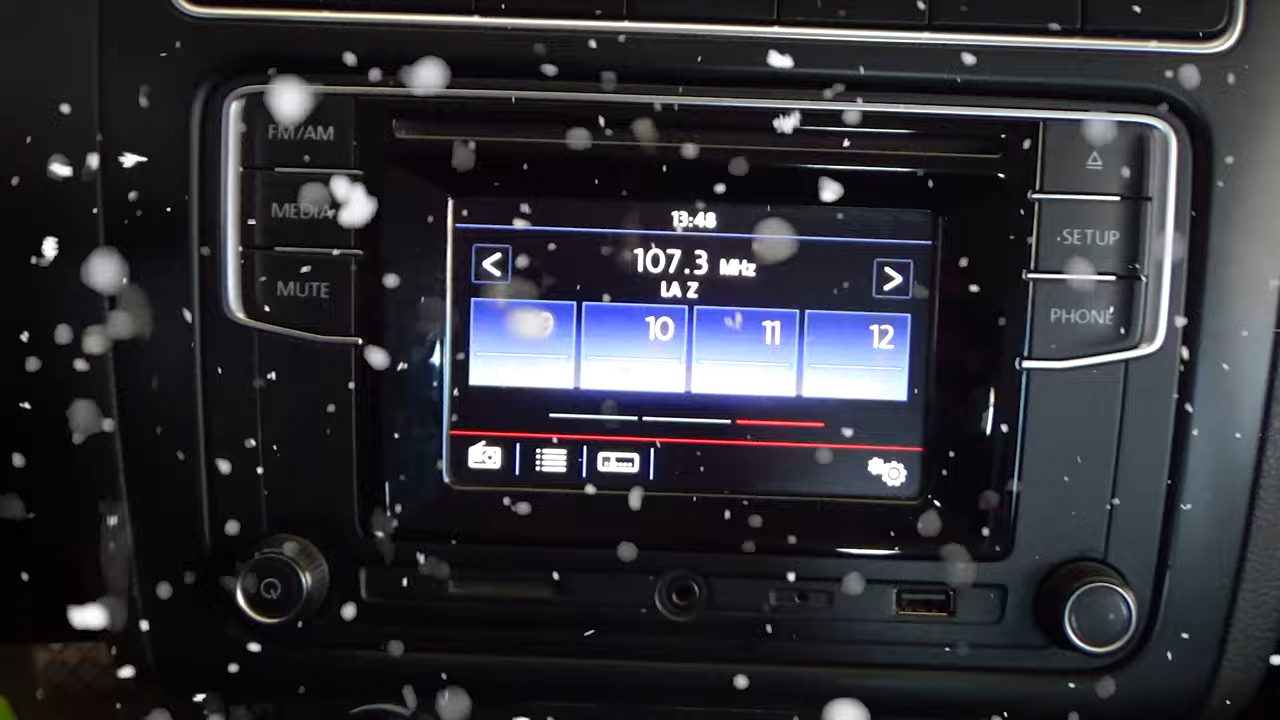 FM/AM
MEDIA
MUTE
SETUP
PHONE
13:48
107.3 MHz
LA Z
10
11
12